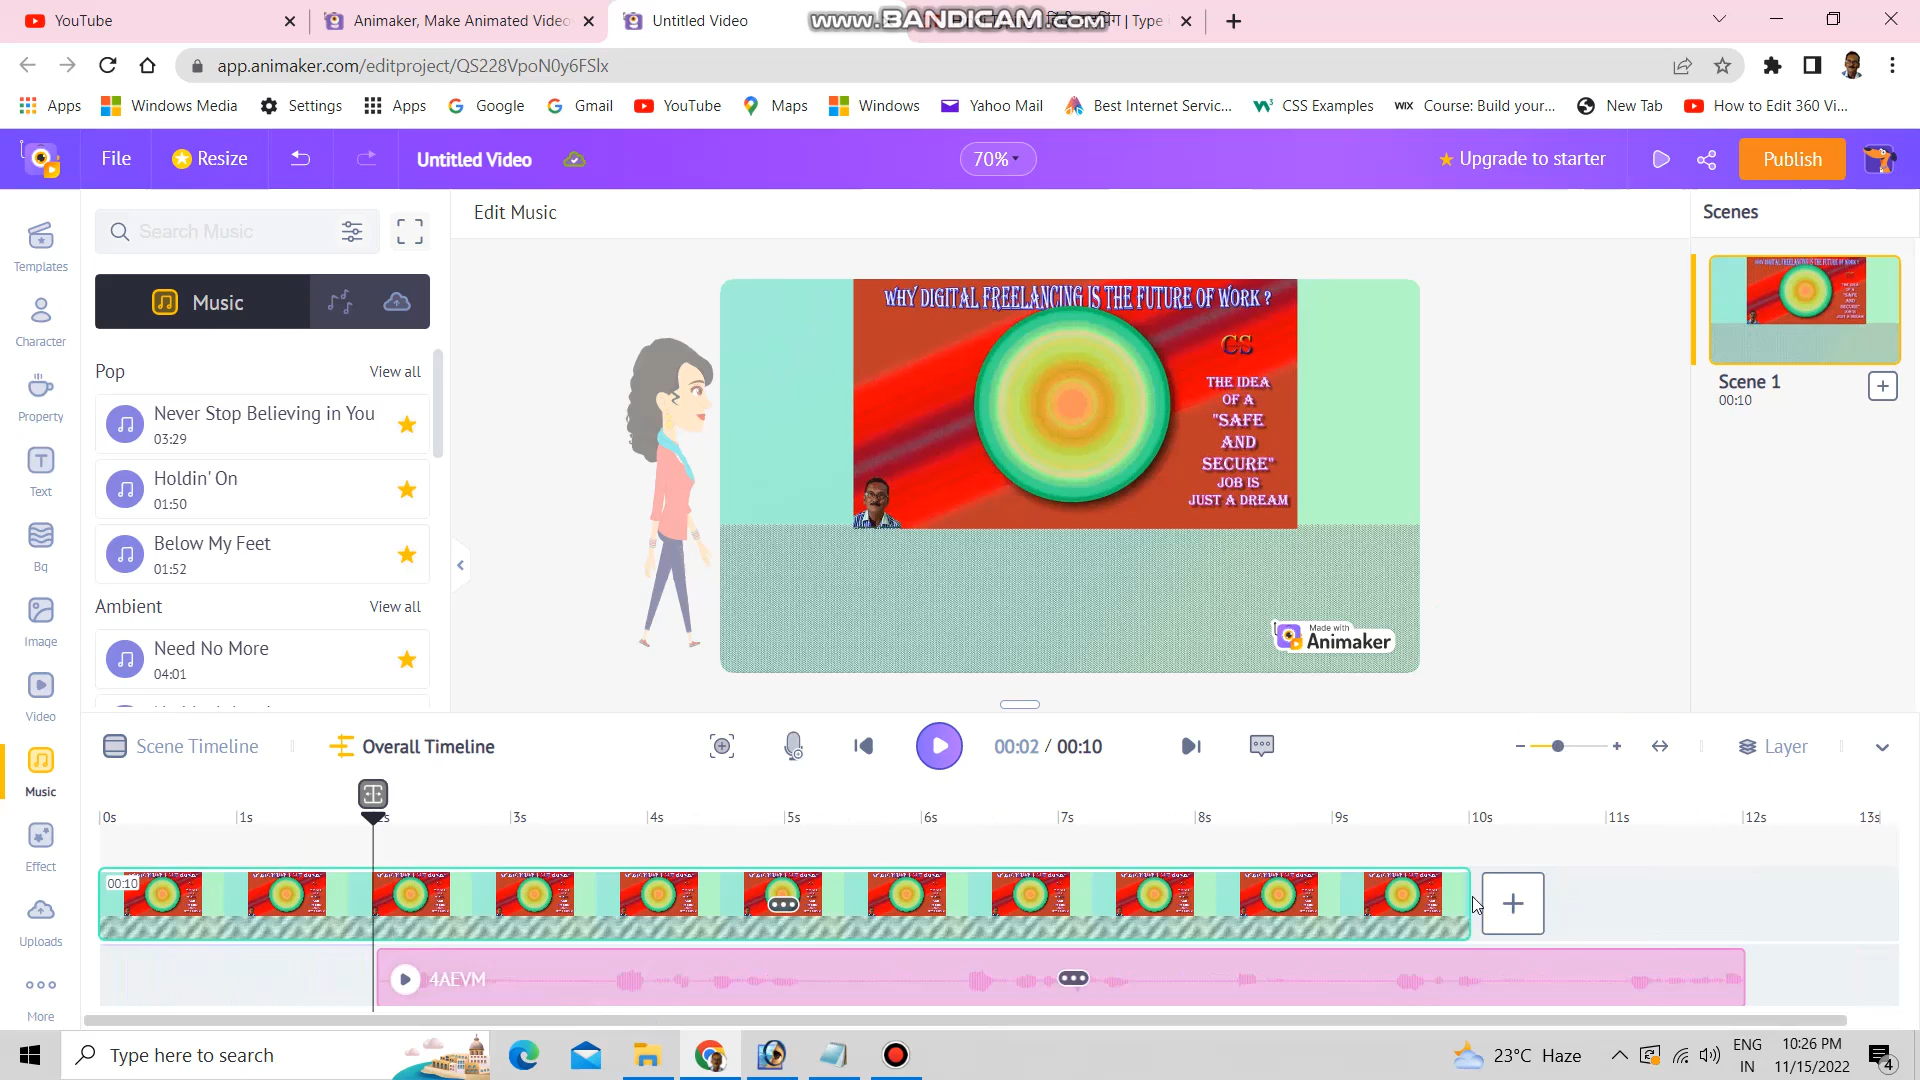 YouTube
Animaker, Make Animated Video
Untitled Video
www.BANDICAM.com
| Type
app.animaker.com/editproject/QS228VpoN0y6FSlx
Apps
Windows Media
Settings
Apps
Google
Gmail
YouTube
Maps
Windows
Yahoo Mail
Best Internet Servic...
CSS Examples
WIX Course: Build your...
New Tab
How to Edit 360 Vi...
File
Resize
Untitled Video
70%
Upgrade to starter
Publish
Templates
Character
Property
Text
Bg
Image
Video
Music
Effect
Uploads
More
Search Music
Music
Pop
View all
Never Stop Believing in You
03:29
Holdin' On
01:50
Below My Feet
01:52
Ambient
View all
Need No More
04:01
Edit Music
WHY DIGITAL FREELANCING IS THE FUTURE OF WORK ?
CS
THE IDEA
OF A
"SAFE
AND
SECURE"
JOB IS
JUST A DREAM
Made with
Animaker
Scenes
Scene 1
00:10
Scene Timeline
Overall Timeline
00:02 / 00:10
Layer
0s
1s
3s
4s
5s
6s
7s
8s
9s
10s
11s
12s
13s
00:10
4AEVM
Type here to search
23°C Haze
ENG
IN
10:26 PM
11/15/2022
4